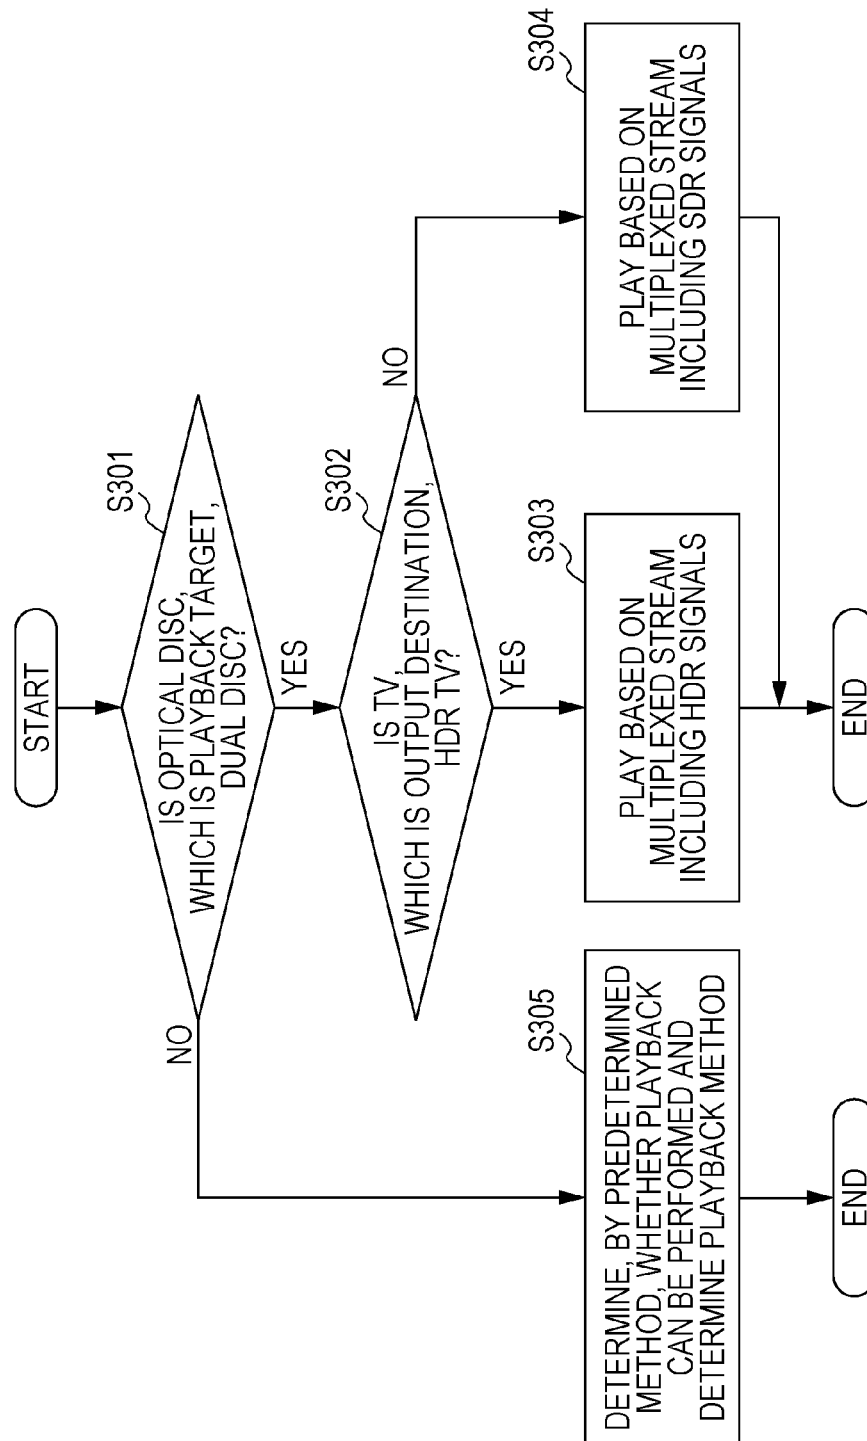 START
S301
IS OPTICAL DISC,
WHICH IS PLAYBACK TARGET,
DUAL DISC?
NO
YES
S302
IS TV,
WHICH IS OUTPUT DESTINATION,
HDR TV?
NO
YES
S305
DETERMINE, BY PREDETERMINED
METHOD, WHETHER PLAYBACK
CAN BE PERFORMED AND
DETERMINE PLAYBACK METHOD
S303
PLAY BASED ON
MULTIPLEXED STREAM
INCLUDING HDR SIGNALS
S304
PLAY BASED ON
MULTIPLEXED STREAM
INCLUDING SDR SIGNALS
END
END